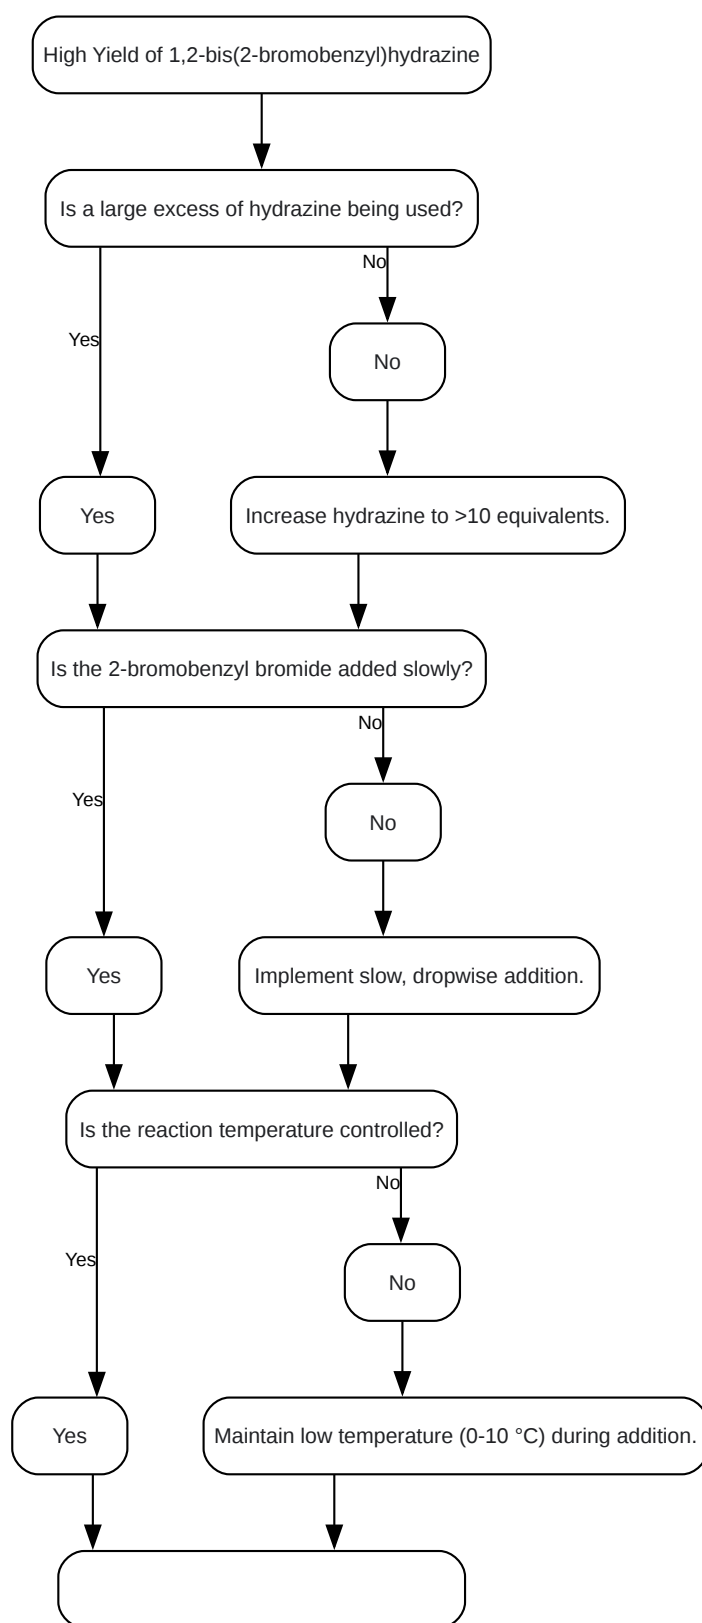 High Yield of 1,2-bis(2-bromobenzyl)hydrazine
Is a large excess of hydrazine being used?
No
Yes
No
Yes
Increase hydrazine to >10 equivalents.
Is the 2-bromobenzyl bromide added slowly?
No
Yes
No
Yes
Implement slow, dropwise addition.
Is the reaction temperature controlled?
No
Yes
No
Yes
Maintain low temperature (0-10 °C) during addition.